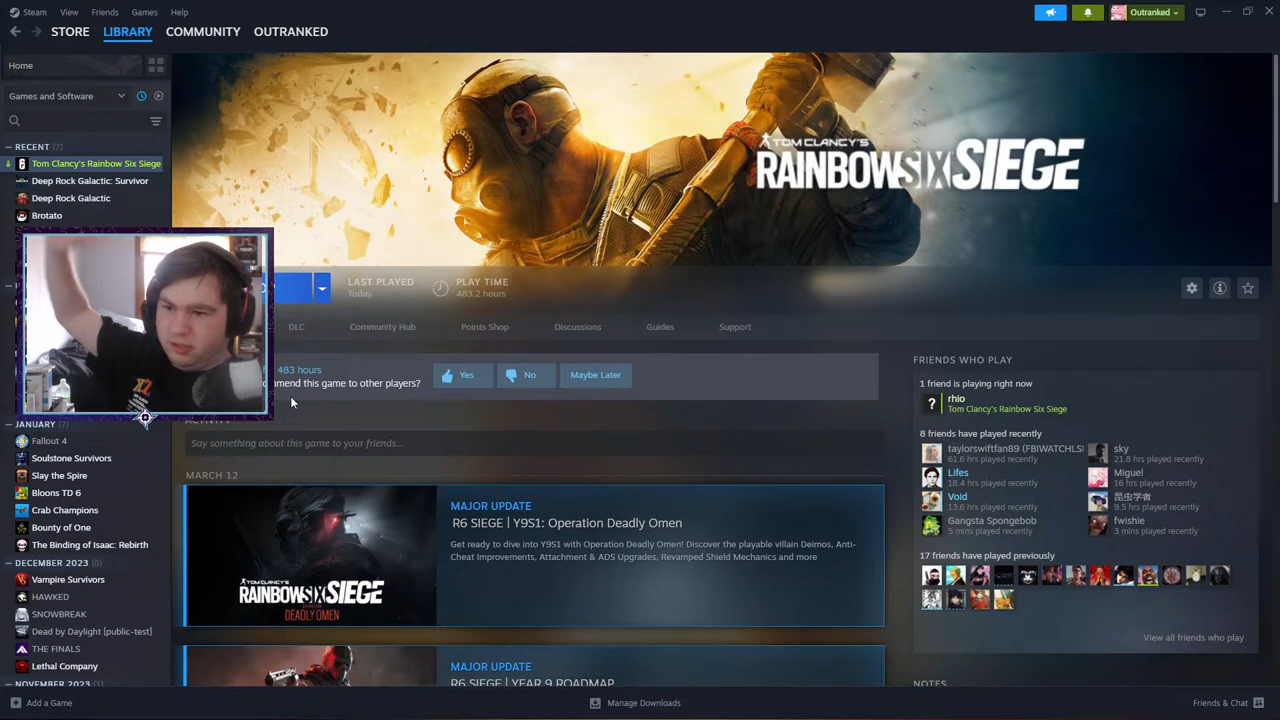 Steam View Friends Games Help
Outranked
STORE LIBRARY COMMUNITY OUTRANKED
Home
Games and Software
RECENT (7)
Tom Clancy's Rainbow Six Siege
Deep Rock Galactic: Survivor
Deep Rock Galactic
Brotato
JANUARY (7)
Fallout 4
Soulstone Survivors
Slay the Spire
Bloons TD 6
Crab Champions
Bounty of One
The Binding of Isaac: Rebirth
DECEMBER 2023 (6)
Vampire Survivors
HAWKED
SNOWBREAK
Dead by Daylight [public-test]
THE FINALS
Lethal Company
NOVEMBER 2023
TOM CLANCY'S
RAINBOWSIXSIEGE
LAST PLAYED
Today
PLAY TIME
483.2 hours
DLC Community Hub Points Shop Discussions Guides Support
483 hours
mmend this game to other players?
Yes No Maybe Later
ACTIVITY
Say something about this game to your friends...
MARCH 12
MAJOR UPDATE
R6 SIEGE | Y9S1: Operation Deadly Omen
Get ready to dive into Y9S1 with Operation Deadly Omen! Discover the playable villain Deimos, Anti-
Cheat Improvements, Attachment & ADS Upgrades, Revamped Shield Mechanics and more
TOM CLANCY'S
RAINBOWSIXSIEGE
DEADLY OMEN
MAJOR UPDATE
R6 SIEGE | YEAR 9 ROADMAP
FRIENDS WHO PLAY
1 friend is playing right now
rhio
Tom Clancy's Rainbow Six Siege
8 friends have played recently
taylorswiftfan89 (FBIWATCHLS
61.6 hrs played recently
sky
21.8 hrs played recently
Lifes
18.4 hrs played recently
Miguel
16 hrs played recently
Void
13.6 hrs played recently
昆虫学者
9.5 hrs played recently
Gangsta Spongebob
5 mins played recently
fwishie
3 mins played recently
17 friends have played previously
View all friends who play
NOTES
Add a Game
Manage Downloads
Friends & Chat